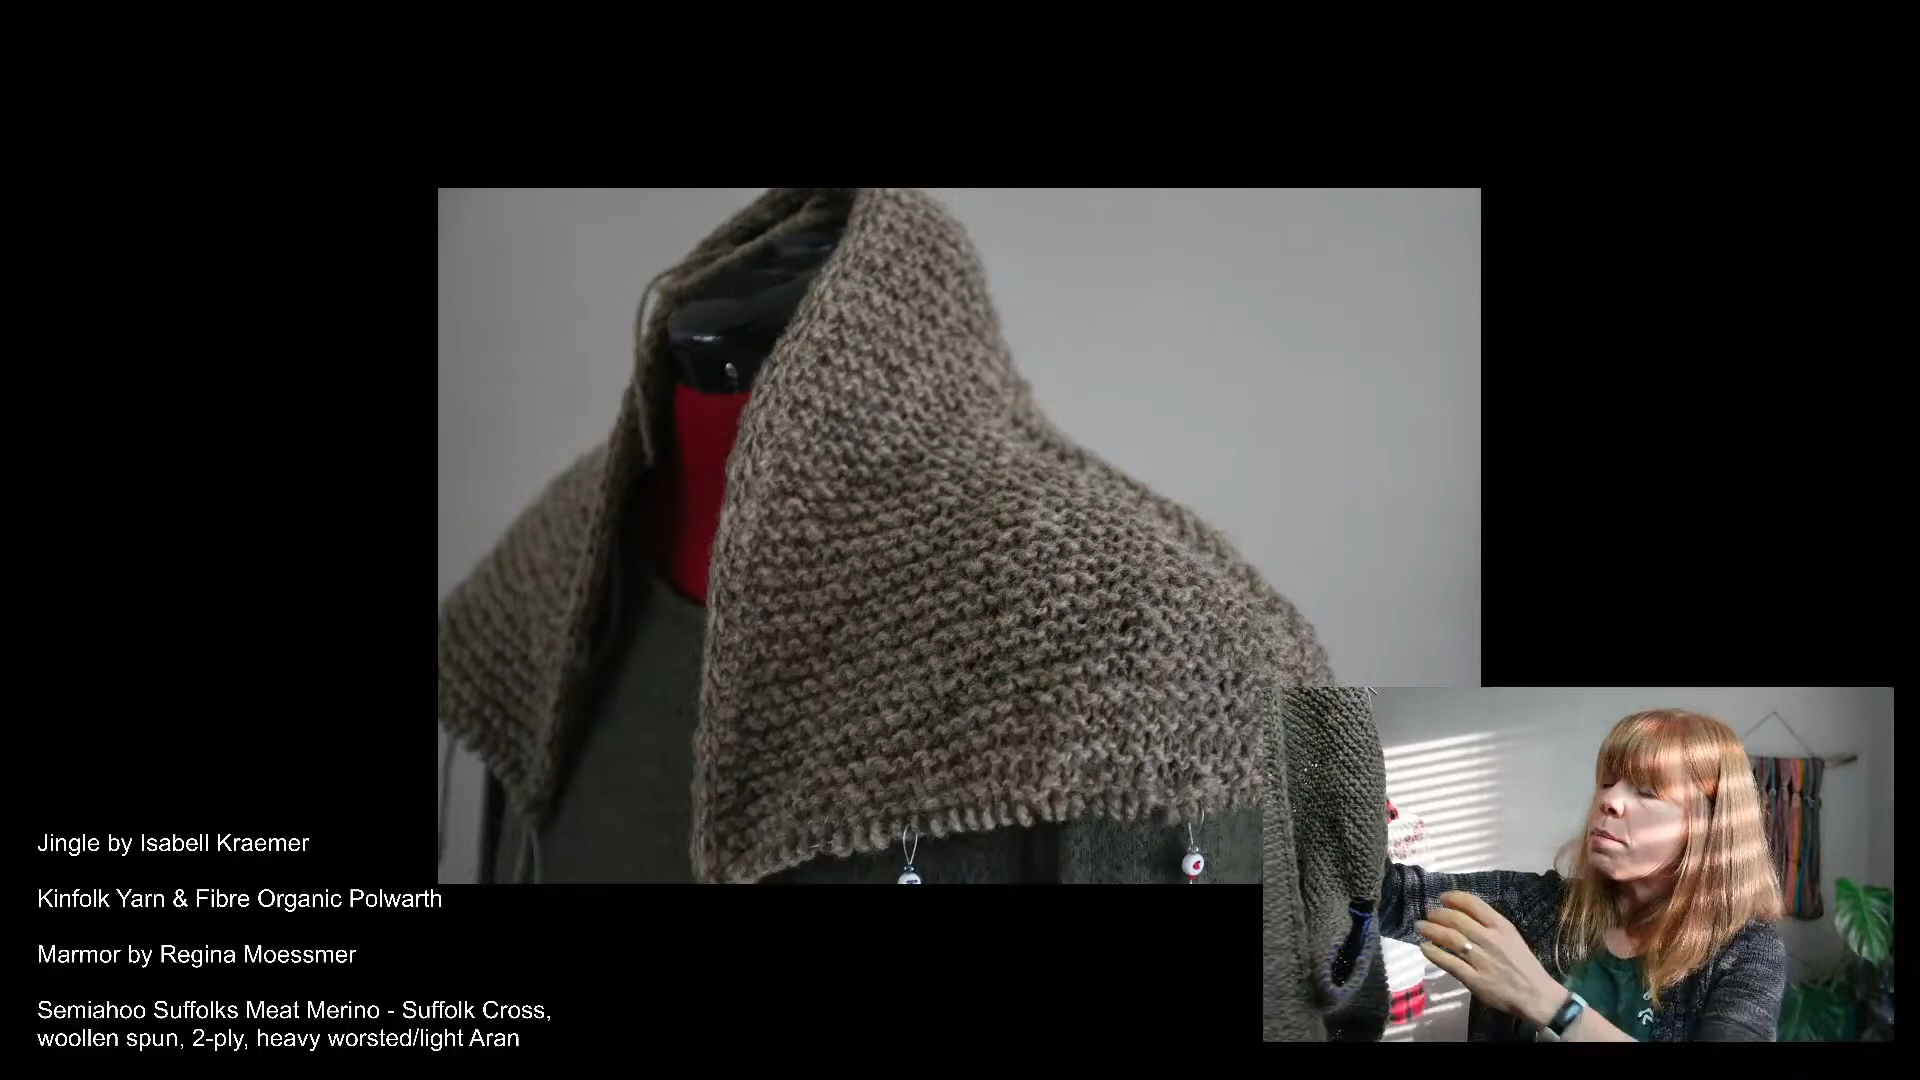 Jingle by Isabell Kraemer
Kinfolk Yarn & Fibre Organic Polwarth
Marmor by Regina Moessmer
Semiahoo Suffolks Meat Merino - Suffolk Cross,
woollen spun, 2-ply, heavy worsted/light Aran